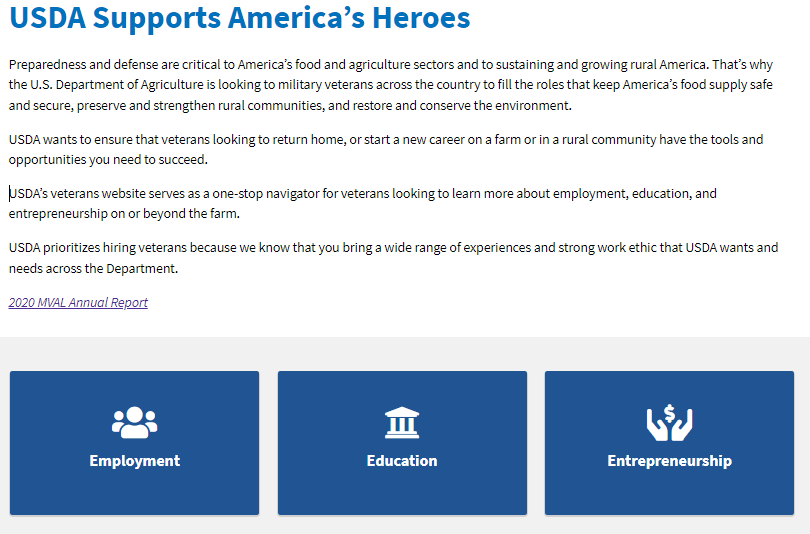 USDA Supports America’s Heroes
Preparedness and defense are critical to America’s food and agriculture sectors and to sustaining and growing rural America. That’s why
the U.S. Department of Agriculture is looking to military veterans across the country to fill the roles that keep America’s food supply safe
and secure, preserve and strengthen rural communities, and restore and conserve the environment.
USDA wants to ensure that veterans looking to return home, or start a new career on a farm or in a rural community have the tools and
opportunities you need to succeed.
USDA’s veterans website serves as a one-stop navigator for veterans looking to learn more about employment, education, and
entrepreneurship on or beyond the farm.
USDA prioritizes hiring veterans because we know that you bring a wide range of experiences and strong work ethic that USDA wants and
needs across the Department.
2020 MVAL Annual Report
Employment
Education
$
Entrepreneurship